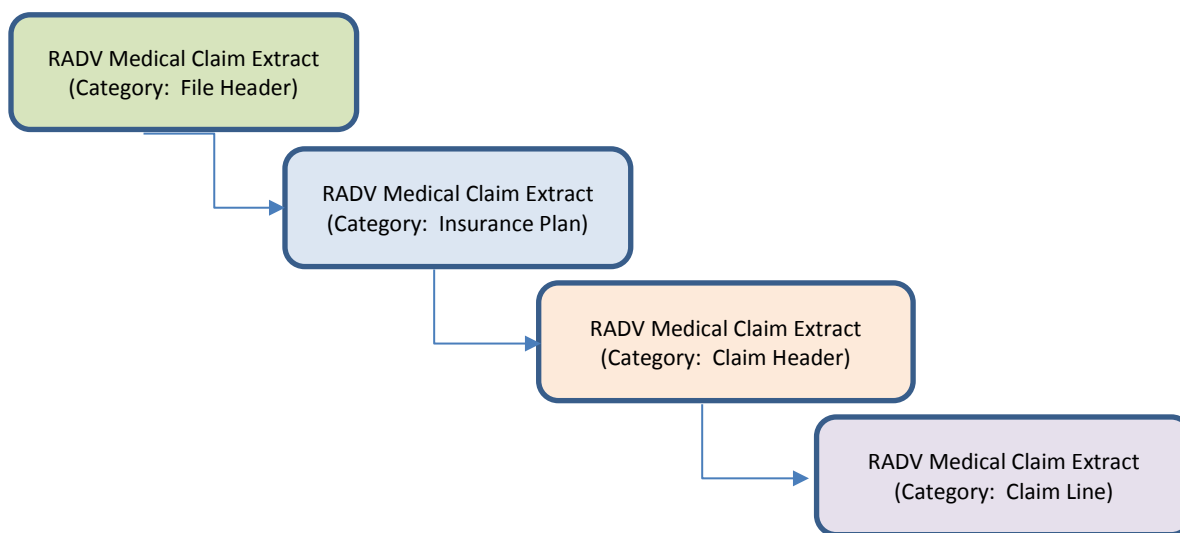 RADV Medical Claim Extract
(Category:  File Header)
RADV Medical Claim Extract
(Category:  Insurance Plan)
RADV Medical Claim Extract
(Category:  Claim Header)
RADV Medical Claim Extract
(Category:  Claim Line)